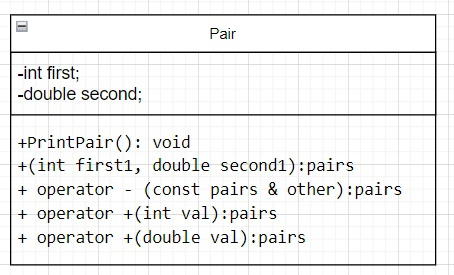 Pair
-int first;
-double second;
+PrintPair(): void
+(int first1, double second1):pairs
+ operator - (const pairs & other):pairs
+ operator +(int val):pairs
+ operator +(double val):pairs